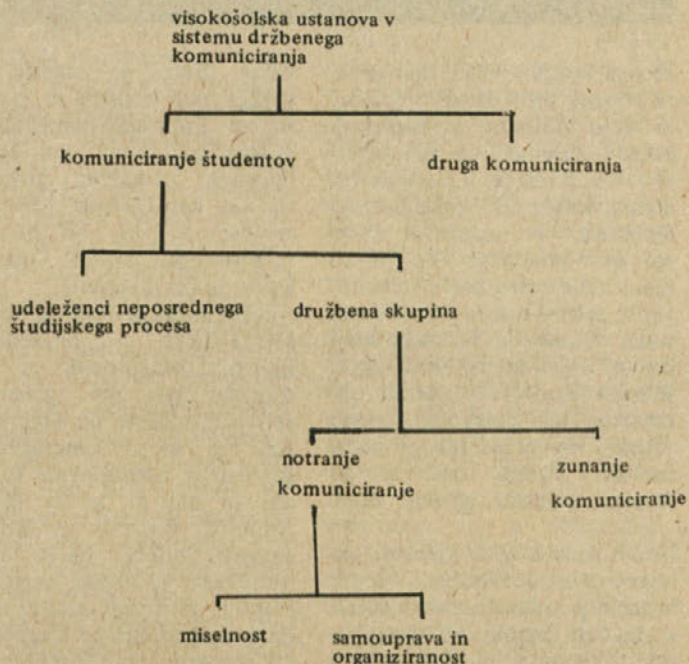 visokošolska ustanova v
sistemu držbenega
komuniciranja
komuniciranje študentov
druga komuniciranja
udeleženci neposrednega
študijskega procesa
družbena skupina
notranje
komuniciranje
zunanje
komuniciranje
miselnost
samouprava in
organiziranost